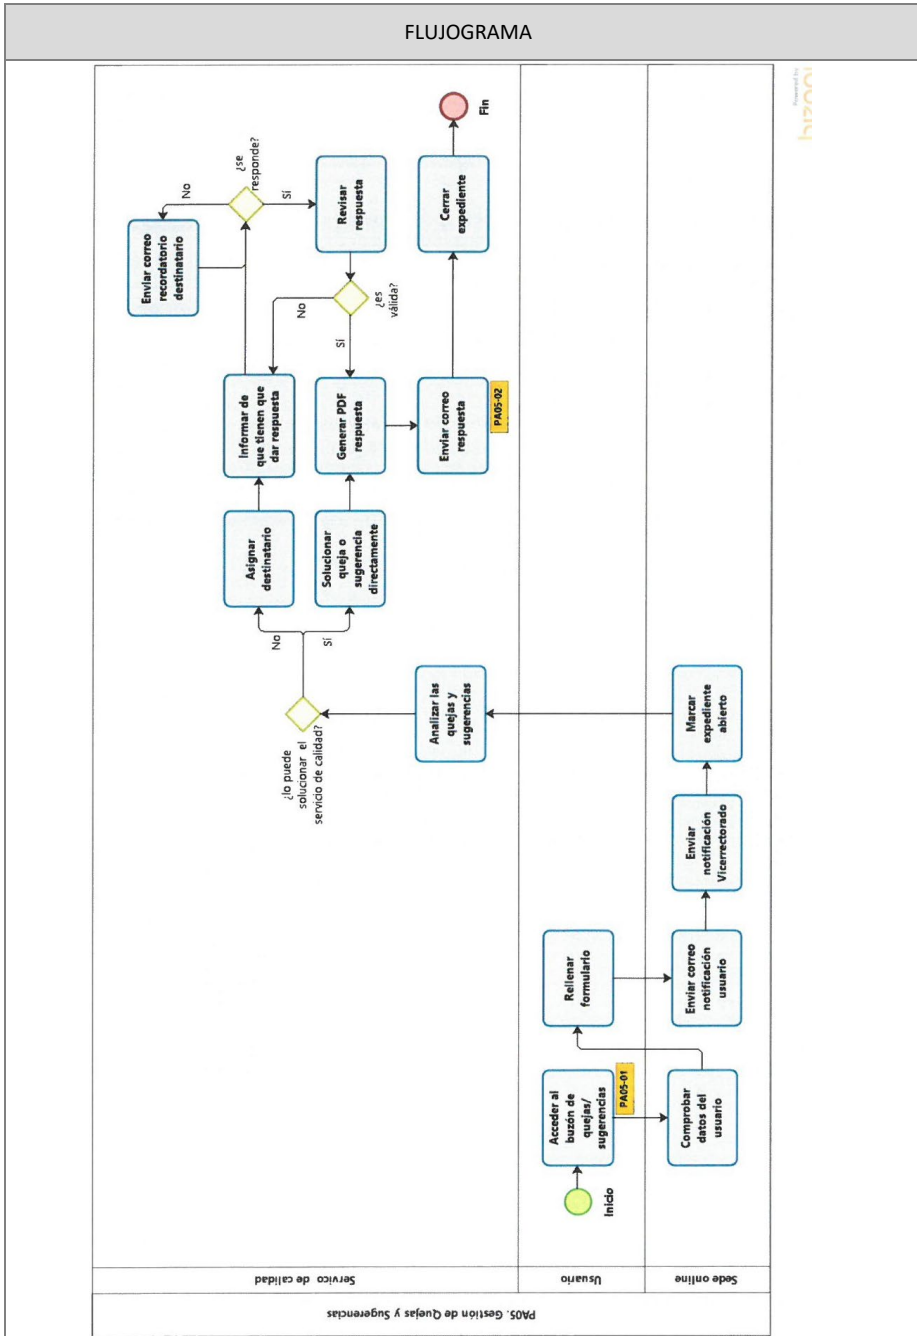 FLUJOGRAMA
PA05. Gestión de Quejas y Sugerencias
Servico de calidad
Usuario
Sede online
Inicio
Acceder al
buzón de
quejas/
sugerencias
PA05-01
Comprobar
datos del
usuario
Rellenar
formulario
Enviar correo
notificación
usuario
Enviar
notificación
Vicerrectorado
Marcar
expediente
abierto
Analizar las
quejas y
sugerencias
¿lo puede
solucionar el
servicio de calidad?
No
Sí
Asignar
destinatario
Solucionar
queja o
sugerencia
directamente
Informar de
que tienen que
dar respuesta
Generar PDF
respuesta
Enviar correo
respuesta
PA05-02
Enviar correo
recordatorio
destinatario
No
¿se
responde?
Sí
Revisar
respuesta
¿es
válida?
No
Sí
Cerrar
expediente
Fin
Powered by
bizagi